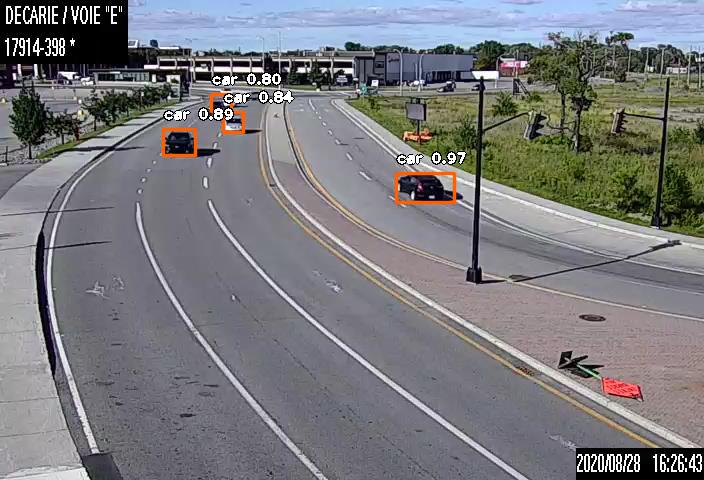 DECARIE / VOIE "E"
17914-398 *
car 0.80
car 0.84
car 0.89
car 0.97
2020/08/28 16:26:43